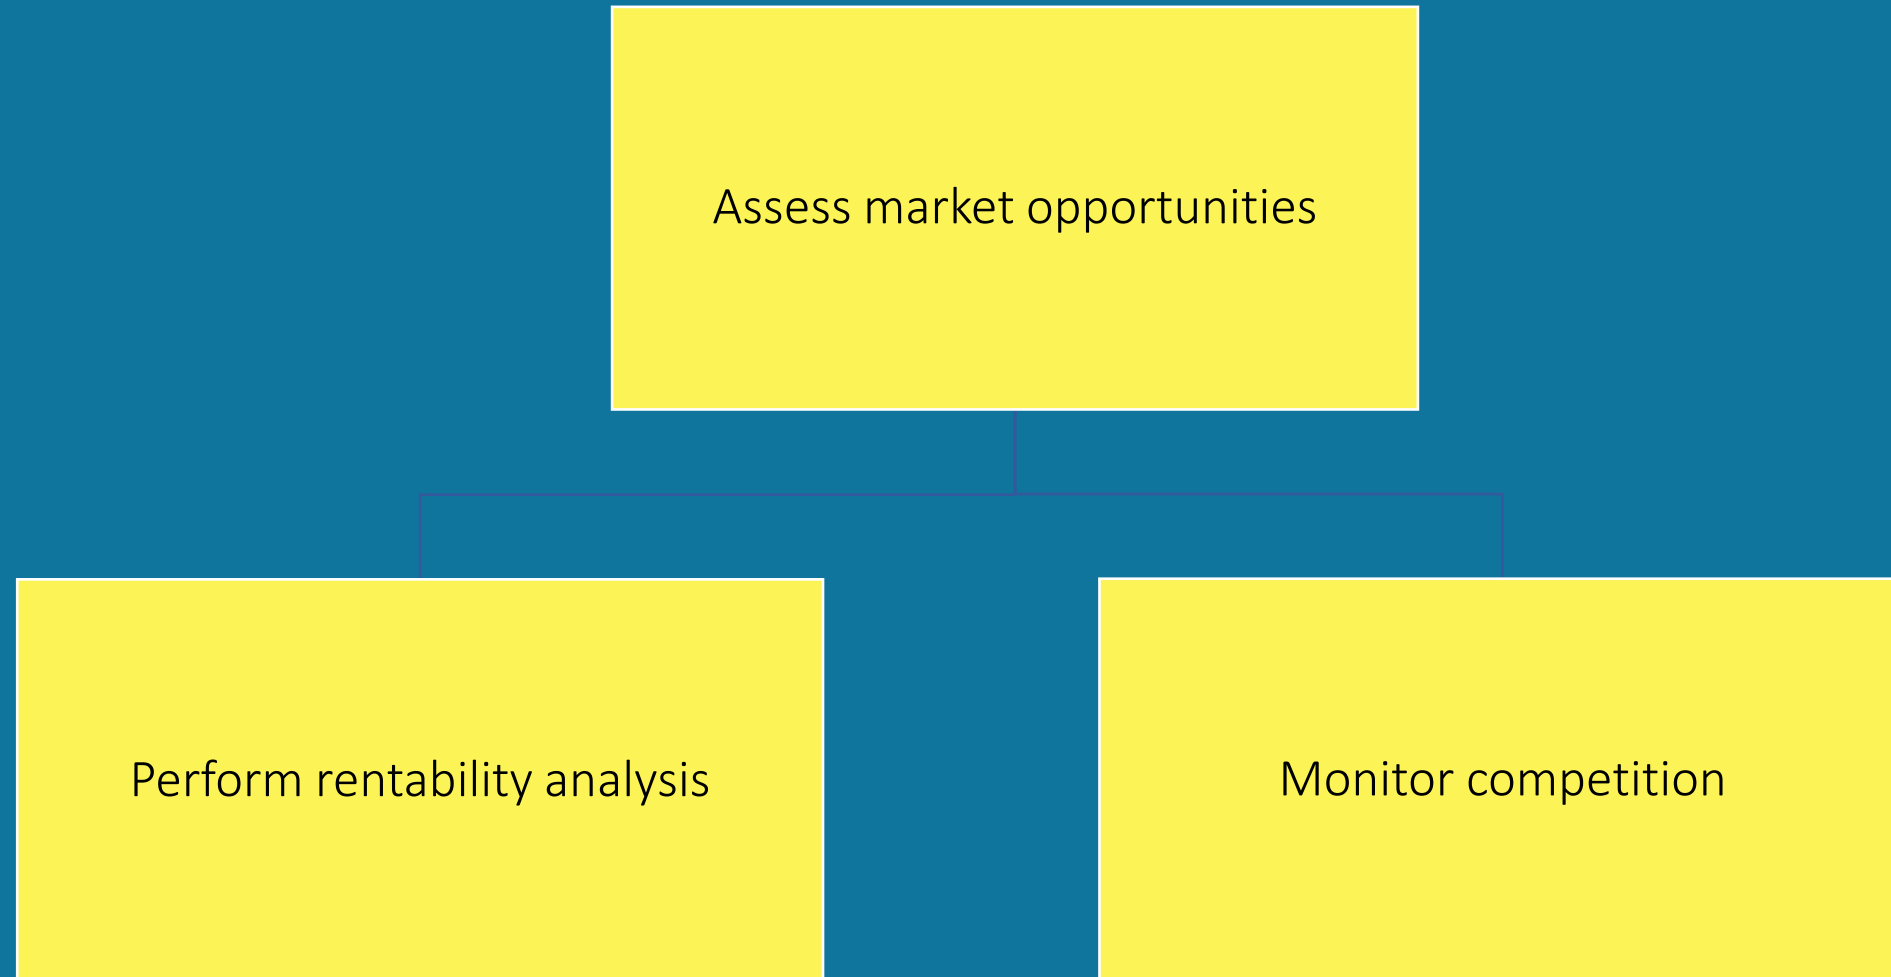 Assess market opportunities
Perform rentability analysis
Monitor competition